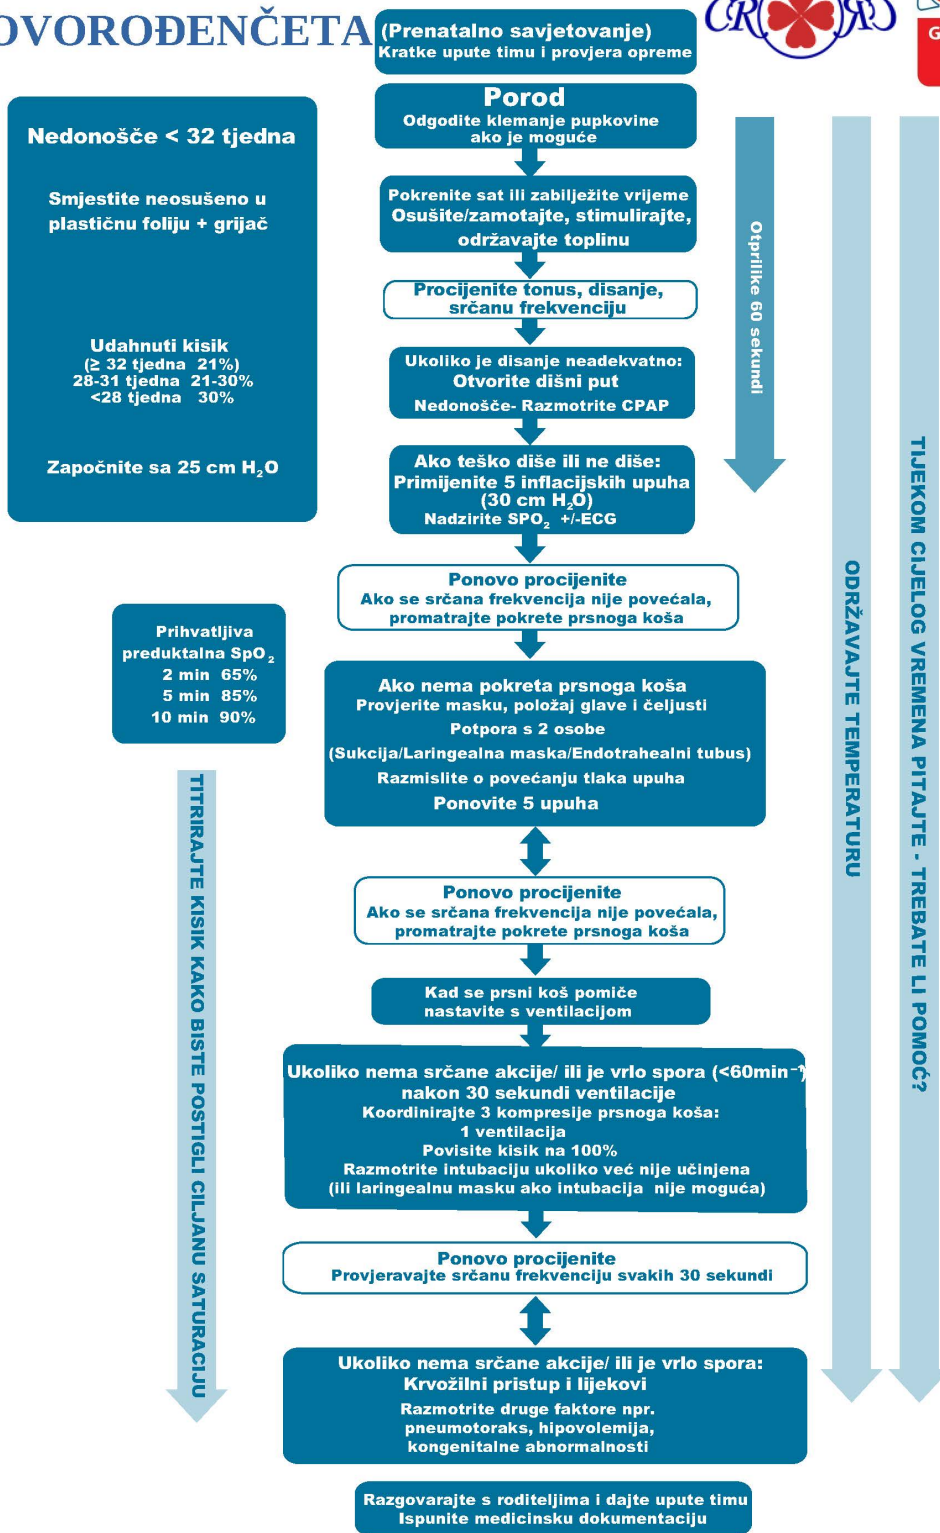 OVOROĐENČETA
(Prenatalno savjetovanje)
Kratke upute timu i provjera opreme
Porod
Odgodite klemanje pupkovine
ako je moguće
Pokrenite sat ili zabilježite vrijeme
Osušite/zamotajte, stimulirajte,
održavajte toplinu
Procijenite tonus, disanje,
srčanu frekvenciju
Ukoliko je disanje neadekvatno:
Otvorite dišni put
Nedonošče- Razmotrite CPAP
Ako teško diše ili ne diše:
Primijenite 5 inflacijskih upuha
(30 cm H₂O)
Nadzirite SPO₂ +/-ECG
Nedonošče < 32 tjedna
Smjestite neosušeno u
plastičnu foliju + grijač
Udahnuti kisik
(≥ 32 tjedna 21%)
28-31 tjedna 21-30%
<28 tjedna 30%
Započnite sa 25 cm H₂O
Otprilike 60 sekundi
ODRŽAVAJTE TEMPERATURU
TIJEKOM CIJELOG VREMENA PITAJTE - TREBATE LI POMOĆ?
Ponovo procijenite
Ako se srčana frekvencija nije povećala,
promatrajte pokrete prsnoga koša
Prihvatljiva
preduktalna SpO₂
2 min 65%
5 min 85%
10 min 90%
TITRIRAJTE KISIK KAKO BISTE POSTIGLI CILJANU SATURACIJU
Ako nema pokreta prsnoga koša
Provjerite masku, položaj glave i čeljusti
Potpora s 2 osobe
(Sukcija/Laringealna maska/Endotrahealni tubus)
Razmislite o povećanju tlaka upuha
Ponovite 5 upuha
Ponovo procijenite
Ako se srčana frekvencija nije povećala,
promatrajte pokrete prsnoga koša
Kad se prsni koš pomiče
nastavite s ventilacijom
Ukoliko nema srčane akcije/ ili je vrlo spora (<60min⁻¹)
nakon 30 sekundi ventilacije
Koordinirajte 3 kompresije prsnoga koša:
1 ventilacija
Povisite kisik na 100%
Razmotrite intubaciju ukoliko već nije učinjena
(ili laringealnu masku ako intubacija nije moguća)
Ponovo procijenite
Provjeravajte srčanu frekvenciju svakih 30 sekundi
Ukoliko nema srčane akcije/ ili je vrlo spora:
Krvožilni pristup i lijekovi
Razmotrite druge faktore npr.
pneumotoraks, hipovolemija,
kongenitalne abnormalnosti
Razgovarajte s roditeljima i dajte upute timu
Ispunite medicinsku dokumentaciju